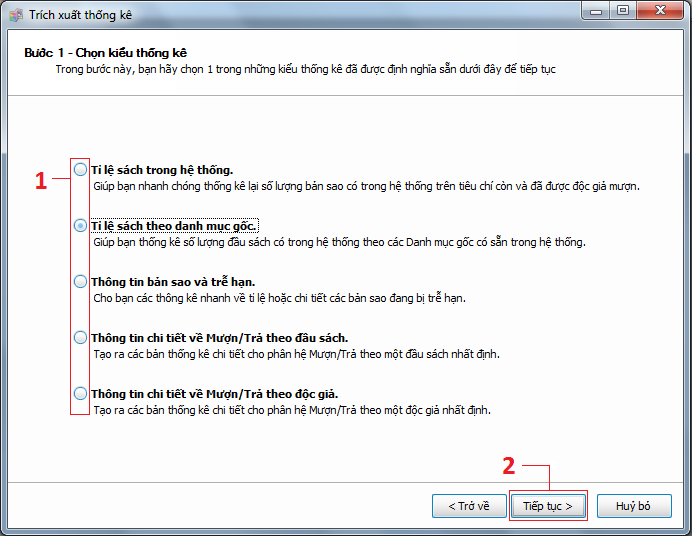 Trích xuất thống kê
Bước 1 - Chọn kiểu thống kê
Trong bước này, bạn hãy chọn 1 trong những kiểu thống kê đã được định nghĩa sẵn dưới đây để tiếp tục
1
Tỉ lệ sách trong hệ thống.
Giúp bạn nhanh chóng thống kê lại số lượng bản sao có trong hệ thống trên tiêu chí còn và đã được độc giả mượn.
Tỉ lệ sách theo danh mục gốc.
Giúp bạn thống kê số lượng đầu sách có trong hệ thống theo các Danh mục gốc có sẵn trong hệ thống.
Thông tin bản sao và trễ hạn.
Cho bạn các thông kê nhanh về tỉ lệ hoặc chi tiết các bản sao đang bị trễ hạn.
Thông tin chi tiết về Mượn/Trả theo đầu sách.
Tạo ra các bản thống kê chi tiết cho phân hệ Mượn/Trả theo một đầu sách nhất định.
Thông tin chi tiết về Mượn/Trả theo độc giả.
Tạo ra các bản thống kê chi tiết cho phân hệ Mượn/Trả theo một độc giả nhất định.
2
< Trở về
Tiếp tục >
Huỷ bỏ